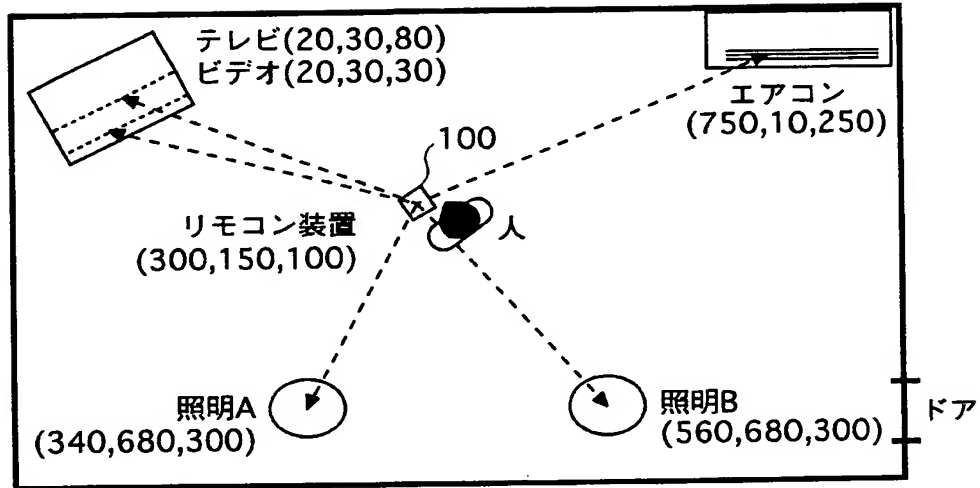 テレビ(20,30,80)
ビデオ(20,30,30)
エアコン
(750,10,250)
100
リモコン装置
(300,150,100)
人
照明A
(340,680,300)
照明B
(560,680,300)
ドア